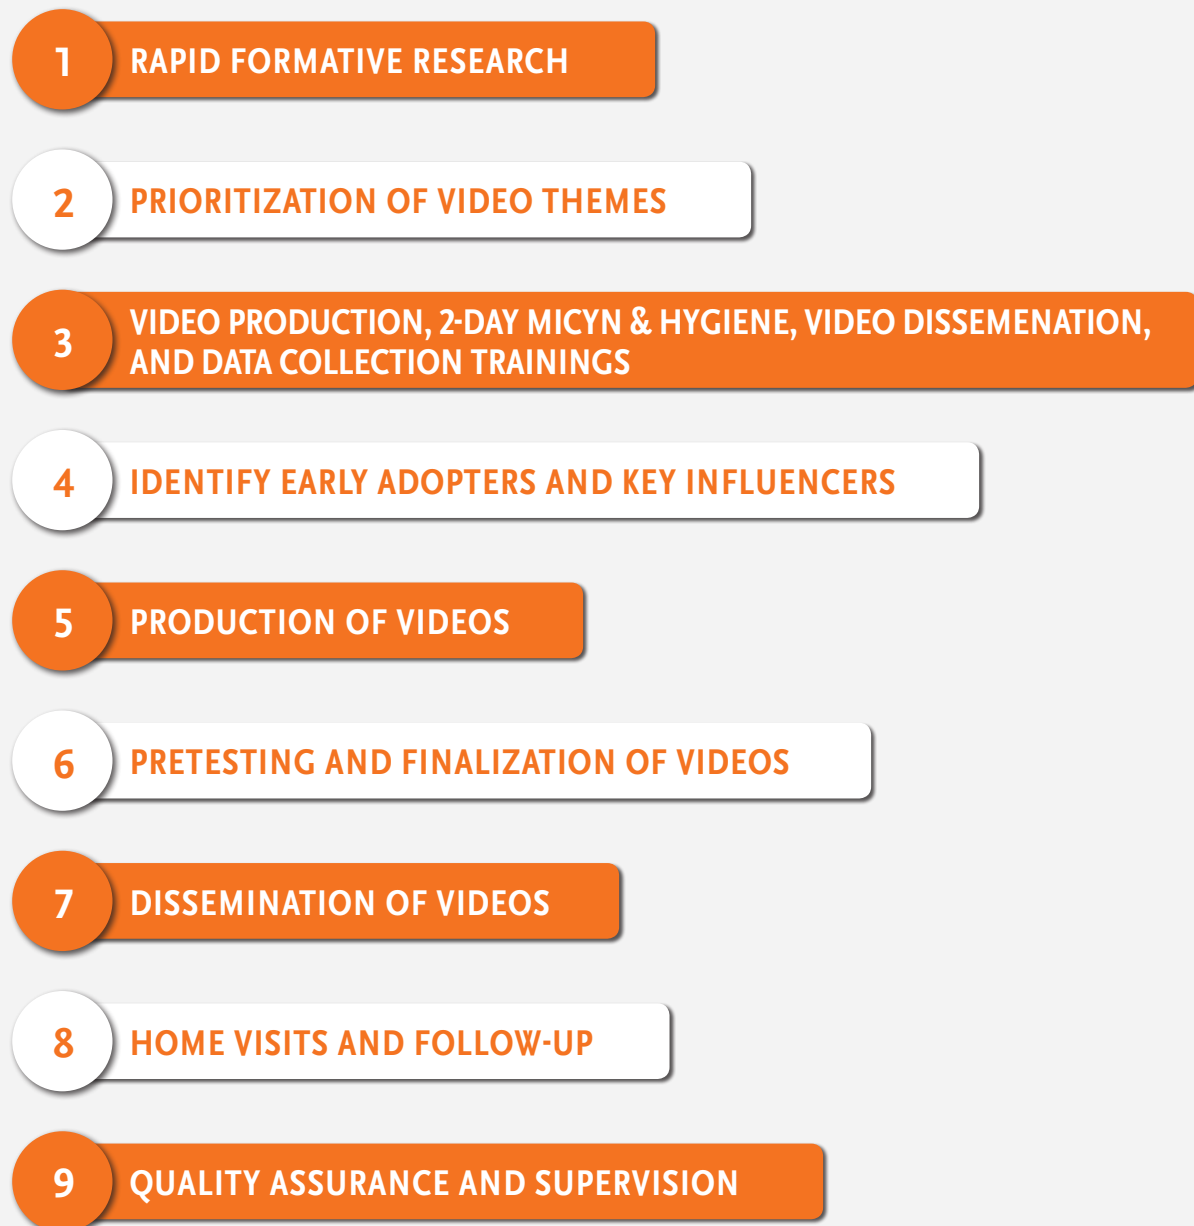 1 RAPID FORMATIVE RESEARCH
2 PRIORITIZATION OF VIDEO THEMES
3 VIDEO PRODUCTION, 2-DAY MICYN & HYGIENE, VIDEO DISSEMENATION,
AND DATA COLLECTION TRAININGS
4 IDENTIFY EARLY ADOPTERS AND KEY INFLUENCERS
5 PRODUCTION OF VIDEOS
6 PRETESTING AND FINALIZATION OF VIDEOS
7 DISSEMINATION OF VIDEOS
8 HOME VISITS AND FOLLOW-UP
9 QUALITY ASSURANCE AND SUPERVISION